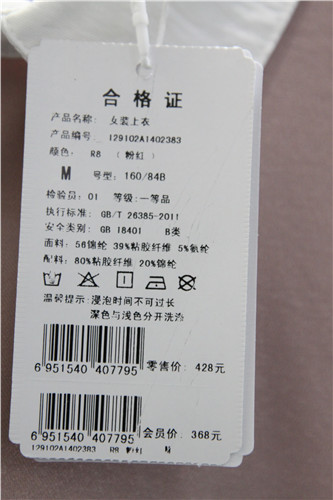 合格证
产品名称: 女装上衣
产品编号: 129102A1402383
颜色: R8 （粉红）
M 号型: 160/84B
检验员: 01 等级: 一等品
执行标准: GB/T 26385-2011
安全类别: GB 18401 B类
面料: 56锦纶 39%粘胶纤维 5%氨纶
配料: 80%粘胶纤维 20%锦纶
温馨提示: 浸泡时间不可过长
深色与浅色分开洗涤
零售价: 428元
6 951540 407795
会员价: 368元
6 951540 407795
129102A1402383 R8 粉红 M